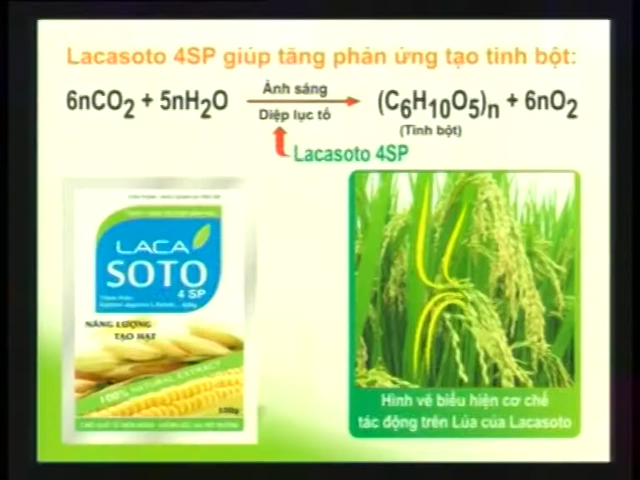 Lacasoto 4SP giúp tăng phản ứng tạo tinh bột:
6nCO2 + 5nH2O
Ánh sáng
Diệp lục tố
(C6H10O5)n + 6nO2
(Tinh bột)
Lacasoto 4SP
LACA
SOTO
4 SP
NĂNG LƯỢNG
TẠO HẠT
100% NATURAL EXTRACT
100g
Hình vẽ biểu hiện cơ chế
tác động trên Lúa của Lacasoto